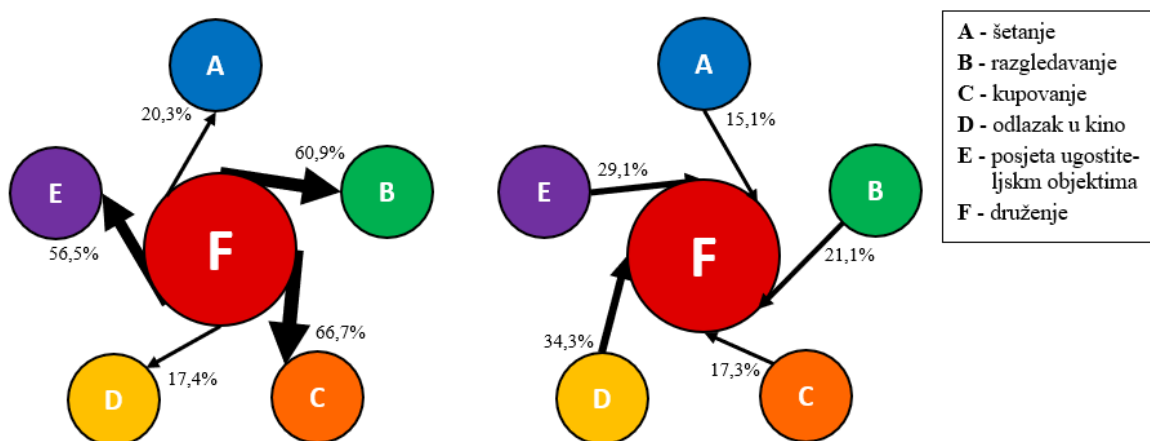 A
20,3%
60,9%
E
B
F
56,5%
66,7%
17,4%
D
C
A
15,1%
29,1%
E
B
F
21,1%
34,3%
17,3%
D
C
A - šetanje
B - razgledavanje
C - kupovanje
D - odlazak u kino
E - posjeta ugostite-
ljskm objektima
F - druženje